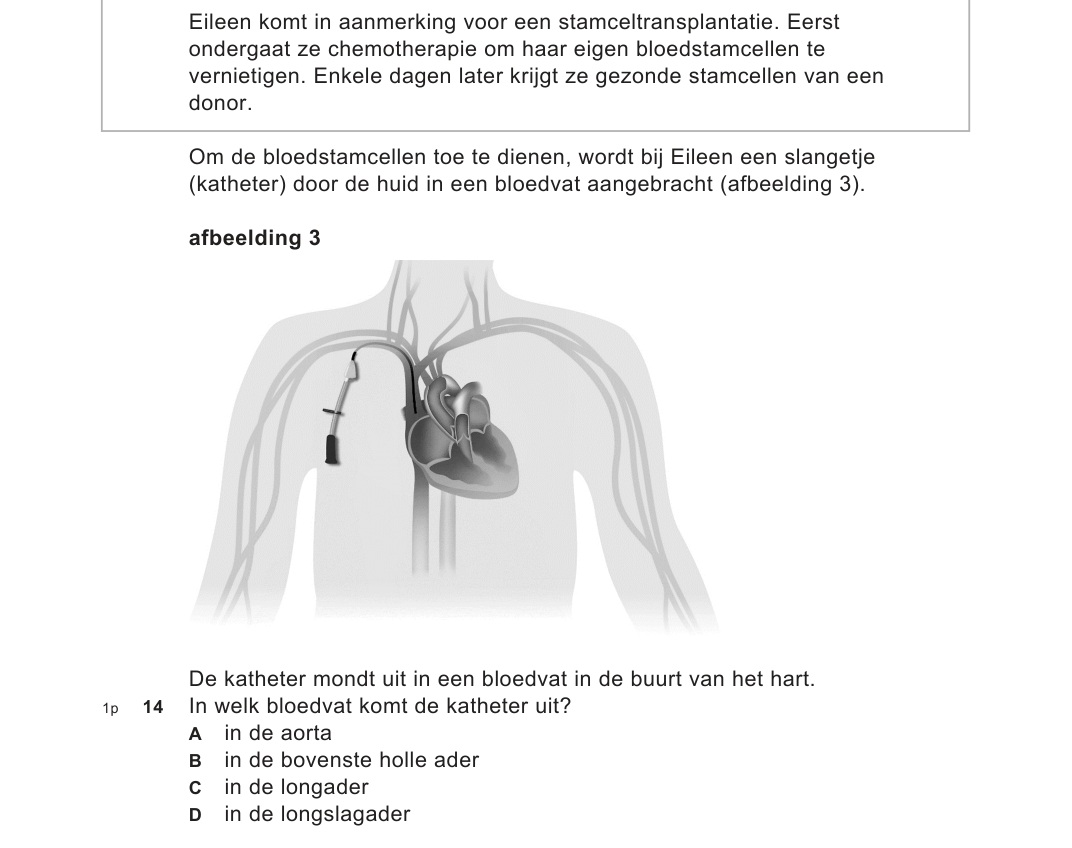 Eileen komt in aanmerking voor een stamceltransplantatie. Eerst
ondergaat ze chemotherapie om haar eigen bloedstamcellen te
vernietigen. Enkele dagen later krijgt ze gezonde stamcellen van een
donor.
Om de bloedstamcellen toe te dienen, wordt bij Eileen een slangetje
(katheter) door de huid in een bloedvat aangebracht (afbeelding 3).
afbeelding 3
De katheter mondt uit in een bloedvat in de buurt van het hart.
1p 14 In welk bloedvat komt de katheter uit?
A in de aorta
B in de bovenste holle ader
C in de longader
D in de longslagader